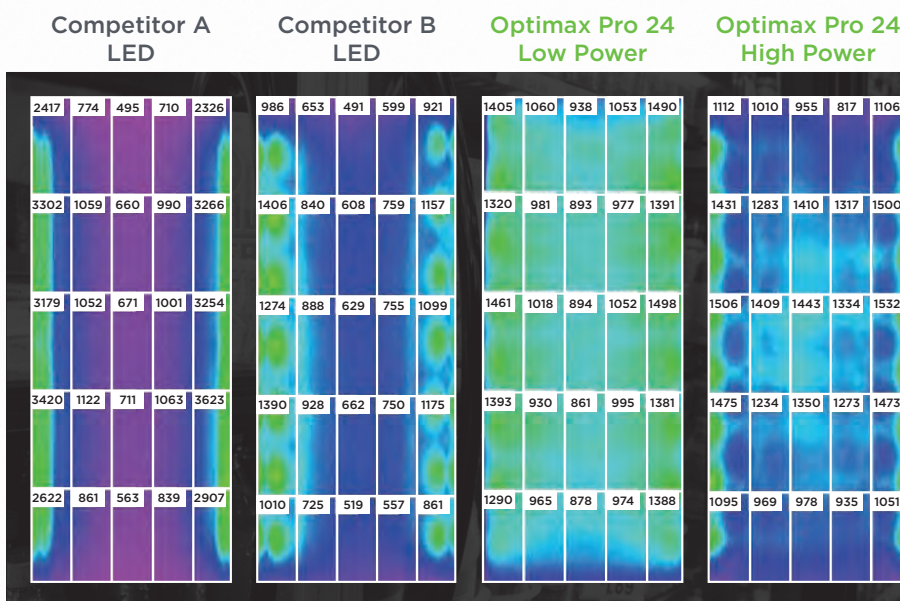 Competitor A
LED
Competitor B
LED
Optimax Pro 24
Low Power
Optimax Pro 24
High Power
2417 774 495 710 2326
3302 1059 660 990 3266
3179 1052 671 1001 3254
3420 1122 711 1063 3623
2622 861 563 839 2907
986 653 491 599 921
1406 840 608 759 1157
1274 888 629 755 1099
1390 928 662 750 1175
1010 725 519 557 861
1405 1060 938 1053 1490
1320 981 893 977 1391
1461 1018 894 1052 1498
1393 930 861 995 1381
1290 965 878 974 1388
1112 1010 955 817 1106
1431 1283 1410 1317 1500
1506 1409 1443 1334 1532
1475 1234 1350 1273 1473
1095 969 978 935 1051